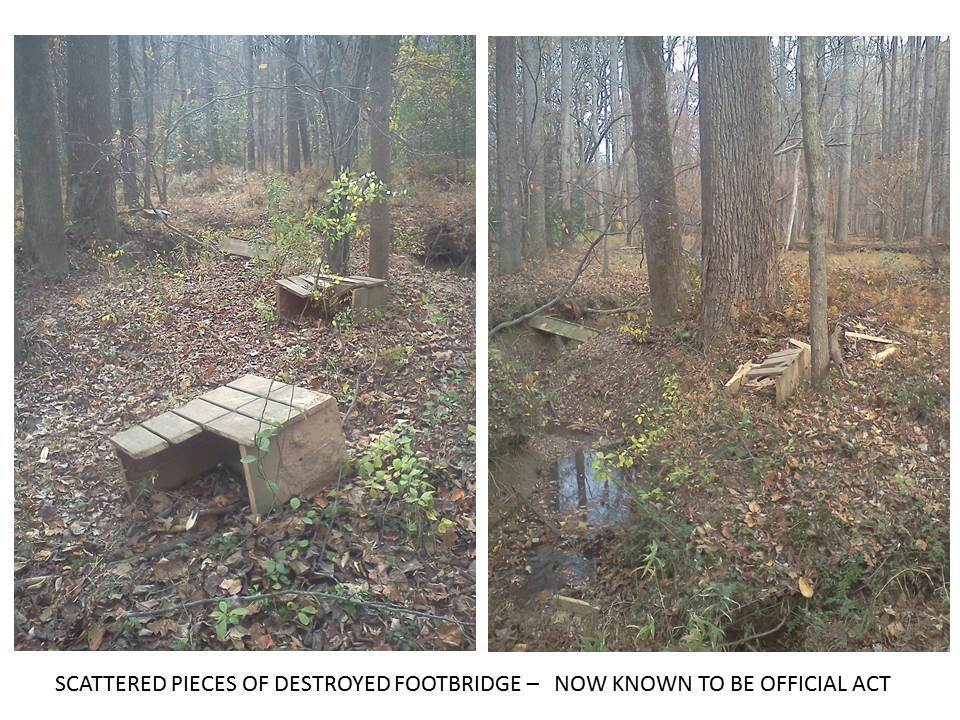 SCATTERED PIECES OF DESTROYED FOOTBRIDGE – NOW KNOWN TO BE OFFICIAL ACT